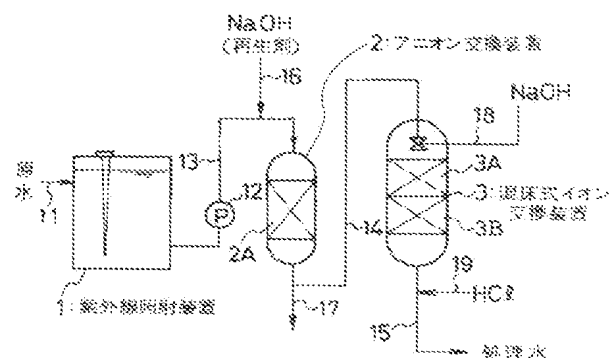 NaOH
(再生剤)
2:アニオン交換装置
16
NaOH
18
原水
11
13
12
P
2A
14
3A
3:混床式イオン交換装置
3B
17
19
HCl
15
1:紫外線照射装置
処理水